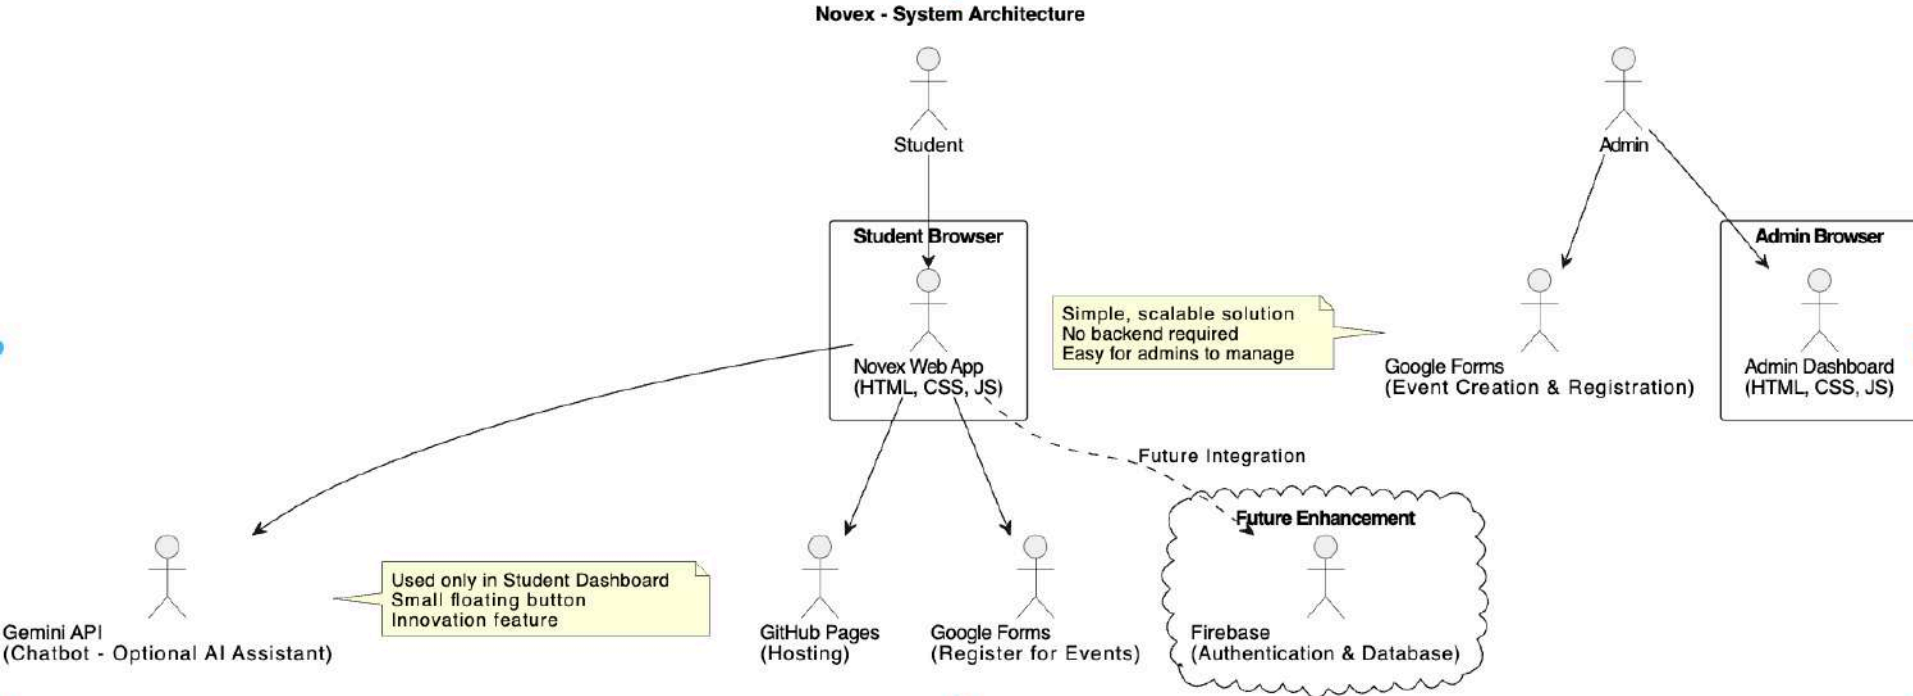 Novex - System Architecture
Student
Admin
Student Browser
Admin Browser
Simple, scalable solution
No backend required
Easy for admins to manage
Novex Web App
(HTML, CSS, JS)
Google Forms
(Event Creation & Registration)
Admin Dashboard
(HTML, CSS, JS)
Future Integration
Future Enhancement
Used only in Student Dashboard
Small floating button
Innovation feature
Gemini API
(Chatbot - Optional AI Assistant)
GitHub Pages
(Hosting)
Google Forms
(Register for Events)
Firebase
(Authentication & Database)